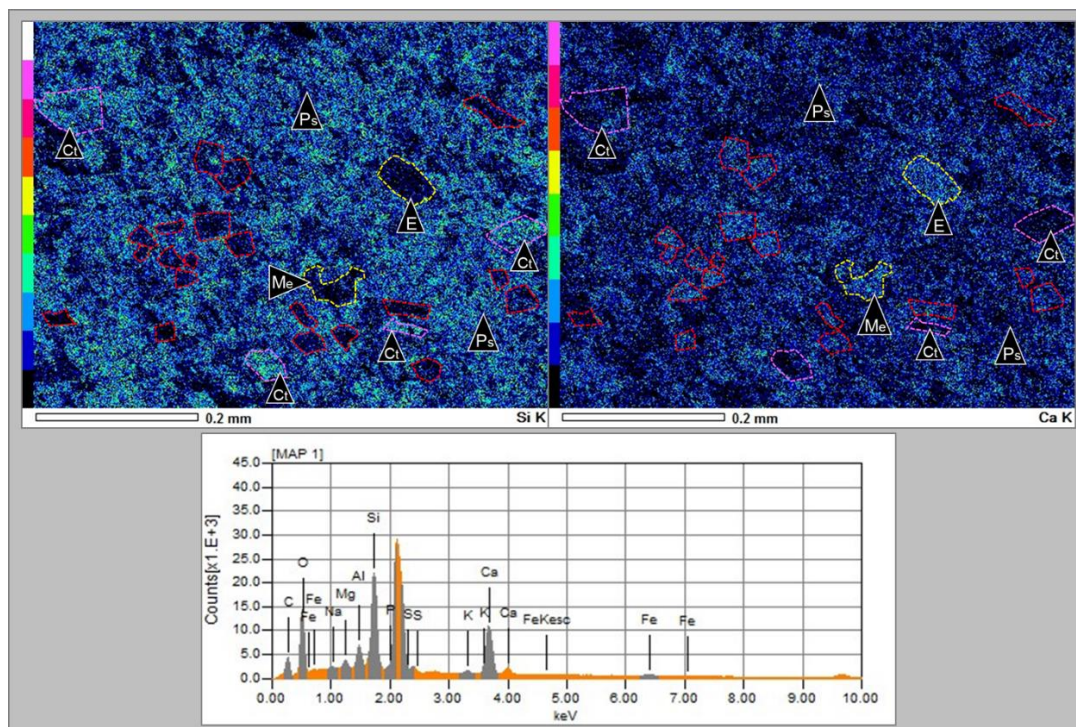 Ps
Ct
E
Ct
Me
Ps
Ct
Ct
0.2 mm
Si K
Ps
Ct
E
Ct
Me
Ct
Ps
0.2 mm
Ca K
[MAP 1]
Counts[x1.E+3]
45.0
40.0
35.0
30.0
25.0
20.0
15.0
10.0
5.0
0.0
C
O
Fe
Fe
Na
Mg
Al
Si
P
S
S
K
K
Ca
Ca
FeKesc
Fe
Fe
0.00 1.00 2.00 3.00 4.00 5.00 6.00 7.00 8.00 9.00 10.00
keV